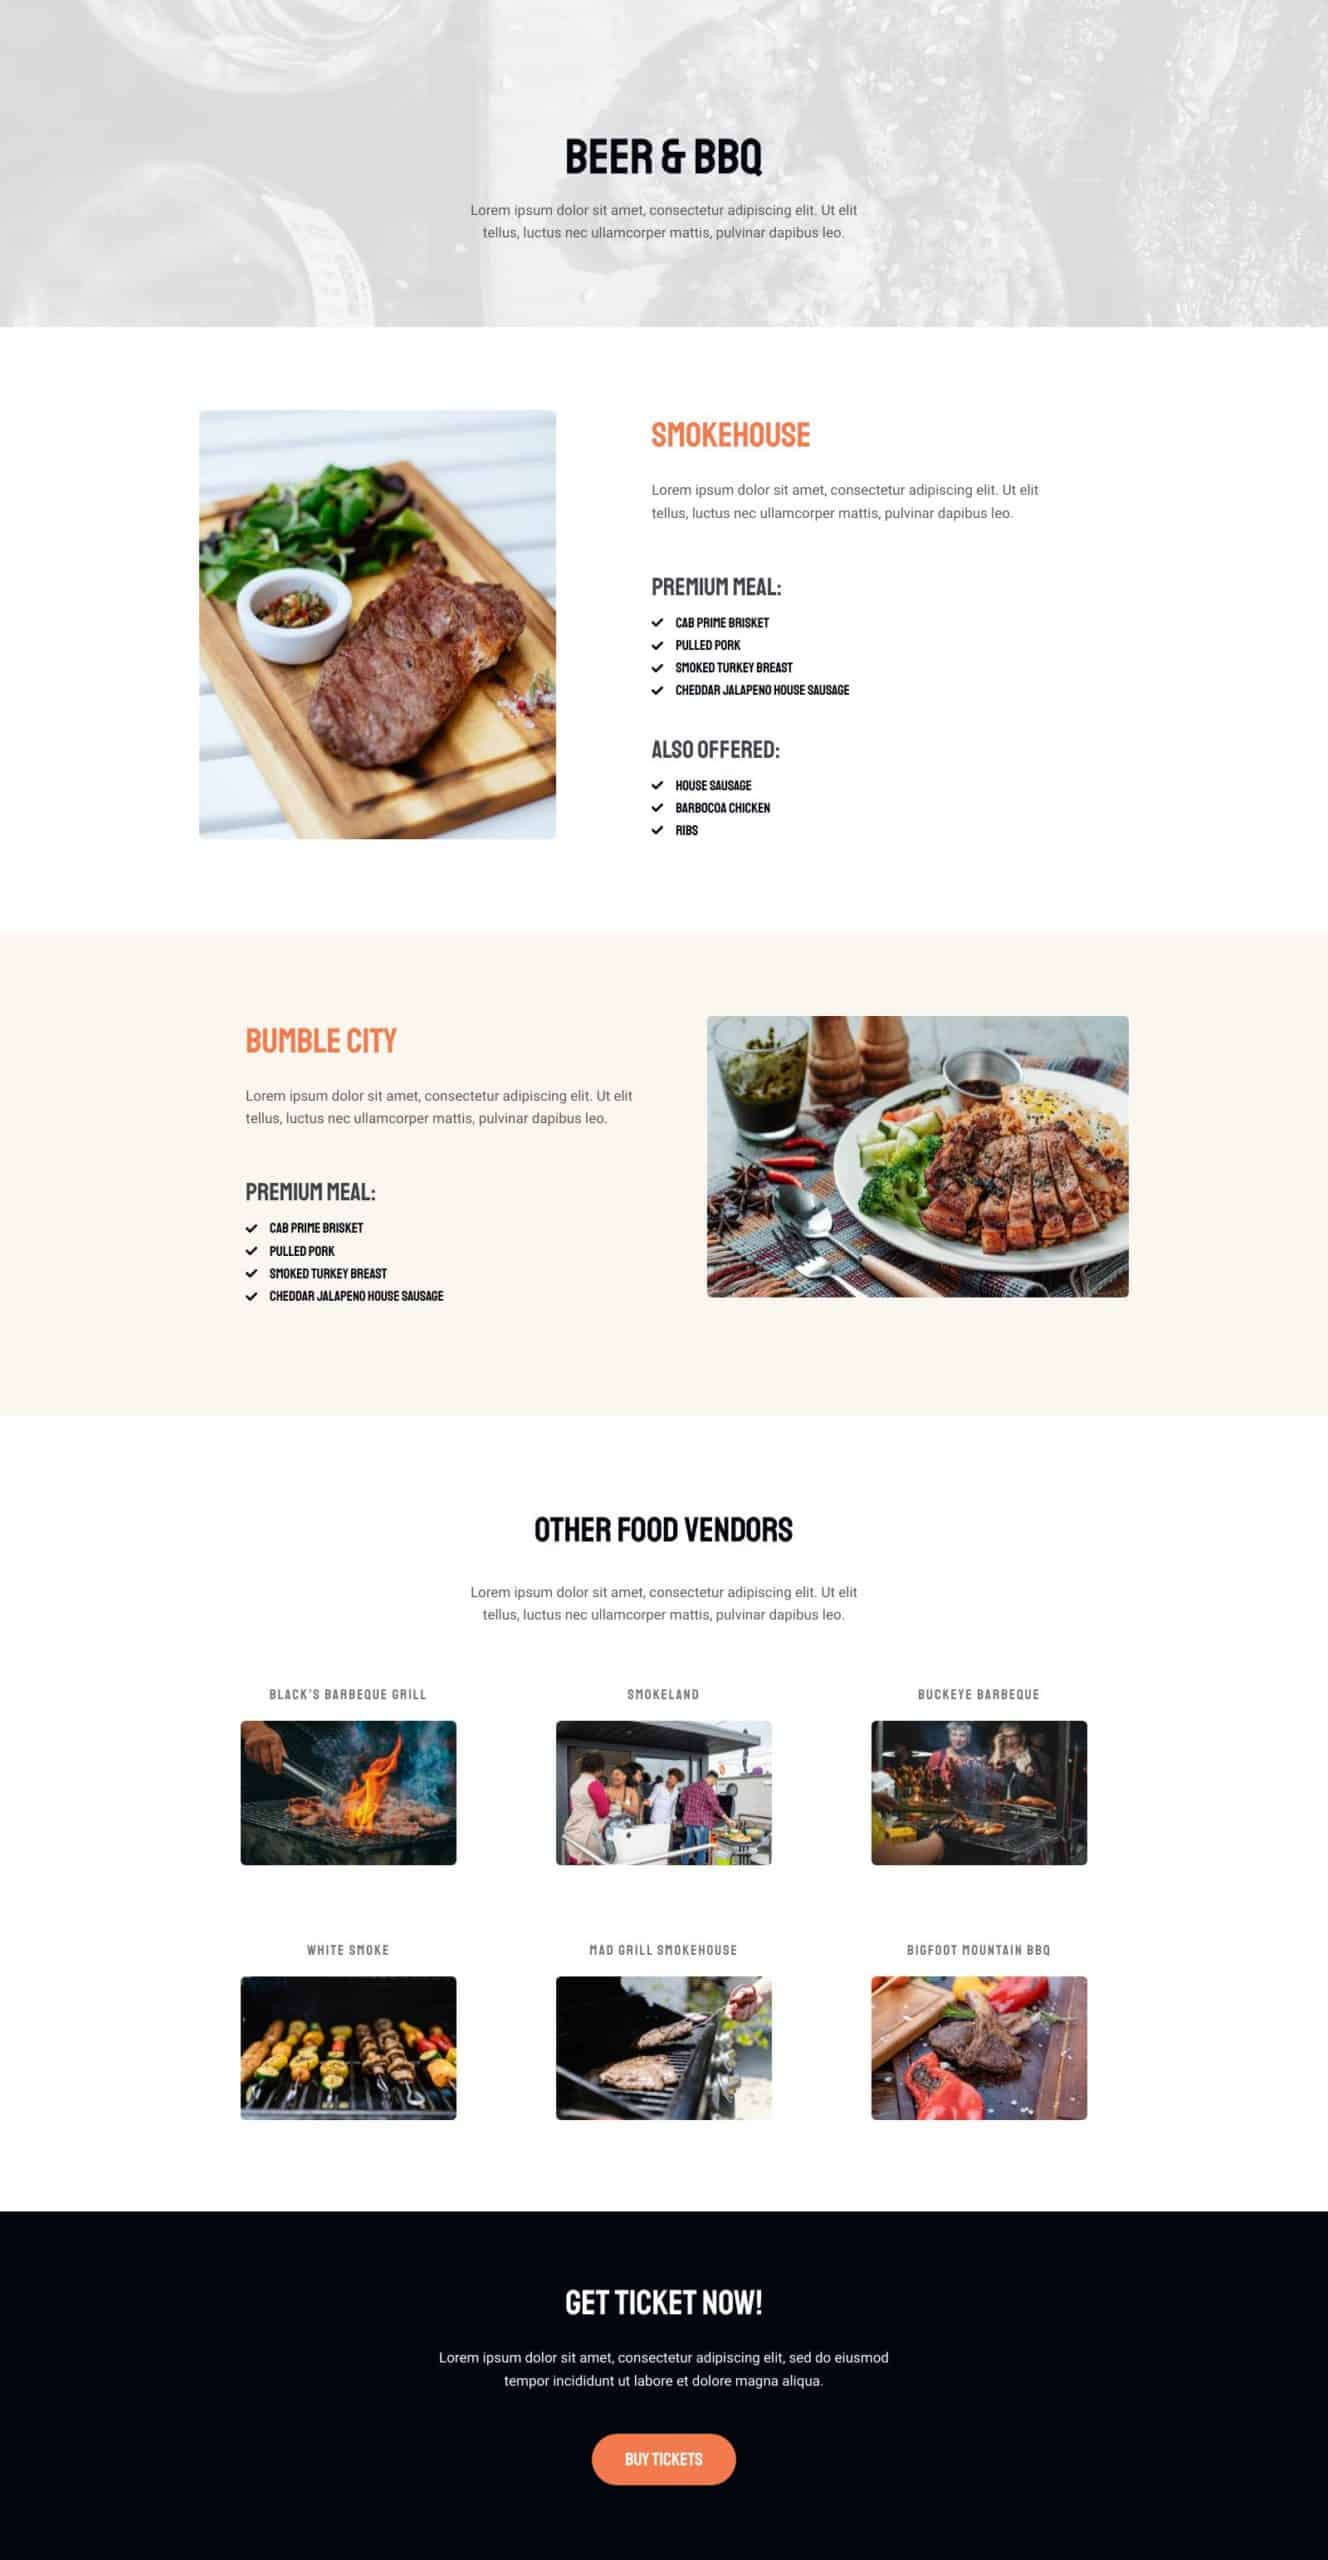 BEER & BBQ
Lorem ipsum dolor sit amet, consectetur adipiscing elit. Ut elit
tellus, luctus nec ullamcorper mattis, pulvinar dapibus leo.
SMOKEHOUSE
Lorem ipsum dolor sit amet, consectetur adipiscing elit. Ut elit
tellus, luctus nec ullamcorper mattis, pulvinar dapibus leo.
PREMIUM MEAL:
CAB PRIME BRISKET
PULLED PORK
SMOKED TURKEY BREAST
CHEDDAR JALAPENO HOUSE SAUSAGE
ALSO OFFERED:
HOUSE SAUSAGE
BARBOCOA CHICKEN
RIBS
BUMBLE CITY
Lorem ipsum dolor sit amet, consectetur adipiscing elit. Ut elit
tellus, luctus nec ullamcorper mattis, pulvinar dapibus leo.
PREMIUM MEAL:
CAB PRIME BRISKET
PULLED PORK
SMOKED TURKEY BREAST
CHEDDAR JALAPENO HOUSE SAUSAGE
OTHER FOOD VENDORS
Lorem ipsum dolor sit amet, consectetur adipiscing elit. Ut elit
tellus, luctus nec ullamcorper mattis, pulvinar dapibus leo.
BLACK'S BARBEQUE GRILL
SMOKELAND
BUCKEYE BARBEQUE
WHITE SMOKE
MAD GRILL SMOKEHOUSE
BIGFOOT MOUNTAIN BBQ
GET TICKET NOW!
Lorem ipsum dolor sit amet, consectetur adipiscing elit, sed do eiusmod
tempor incididunt ut labore et dolore magna aliqua.
BUY TICKETS